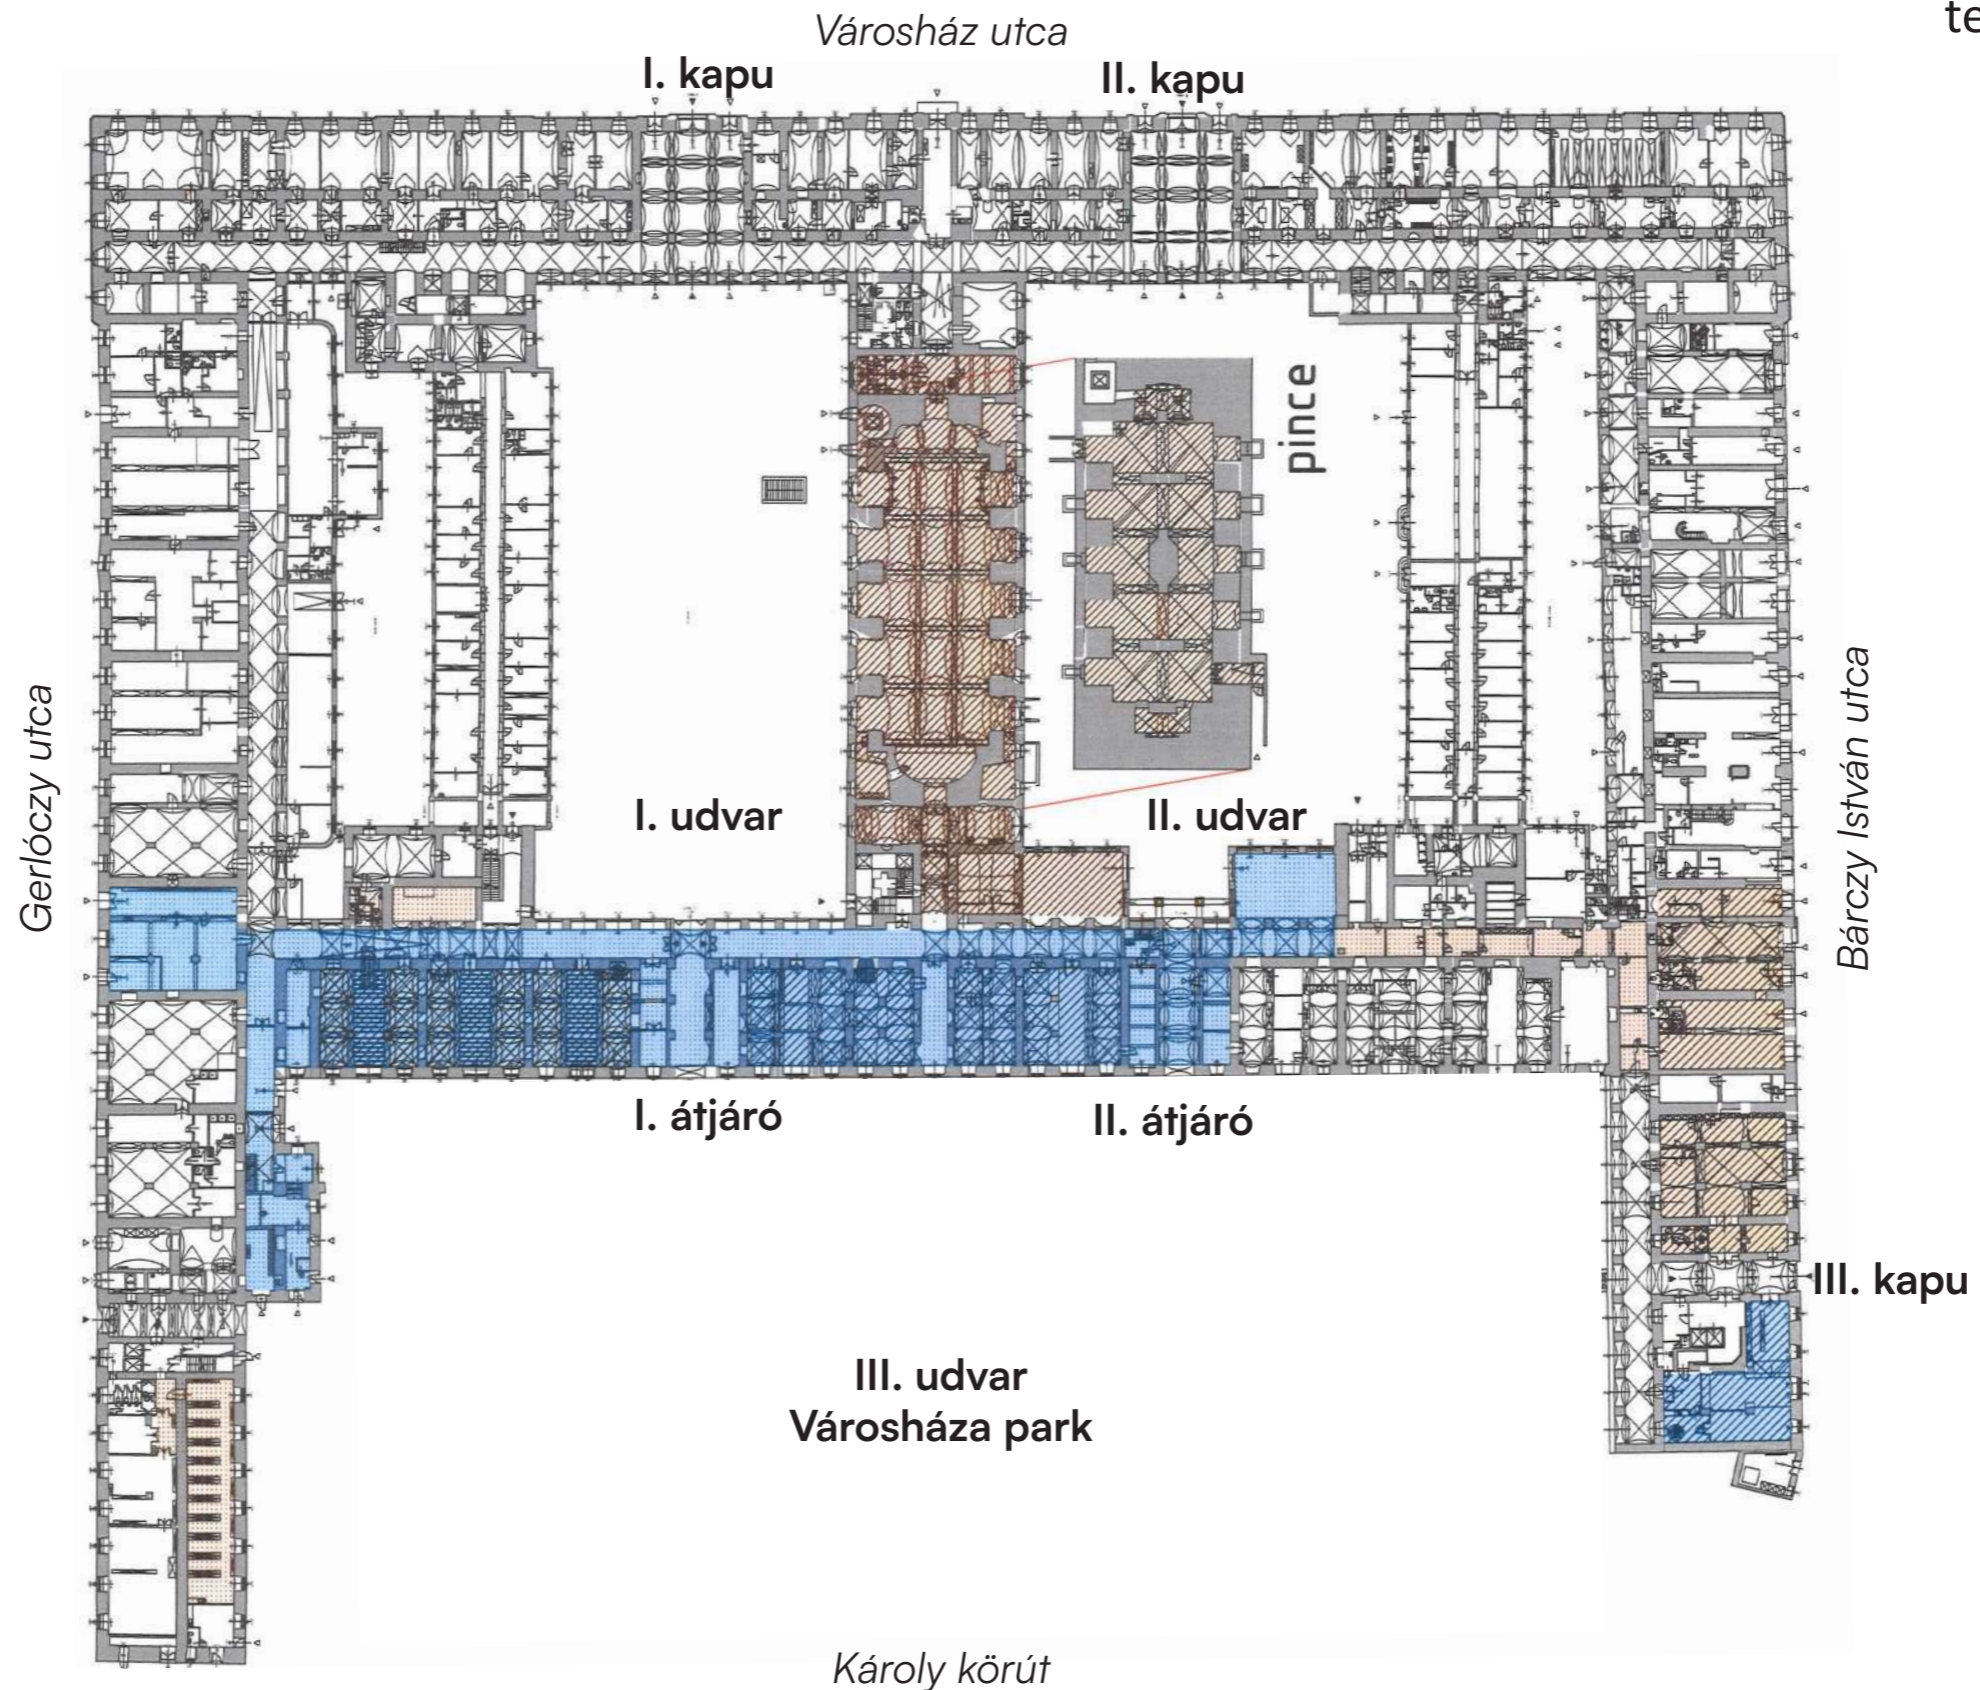 te
Városház utca
I. kapu
II. kapu
pince
Gerlóczy utca
Bárczy István utca
I. udvar
II. udvar
I. átjáró
II. átjáró
III. kapu
III. udvar
Városháza park
Károly körút